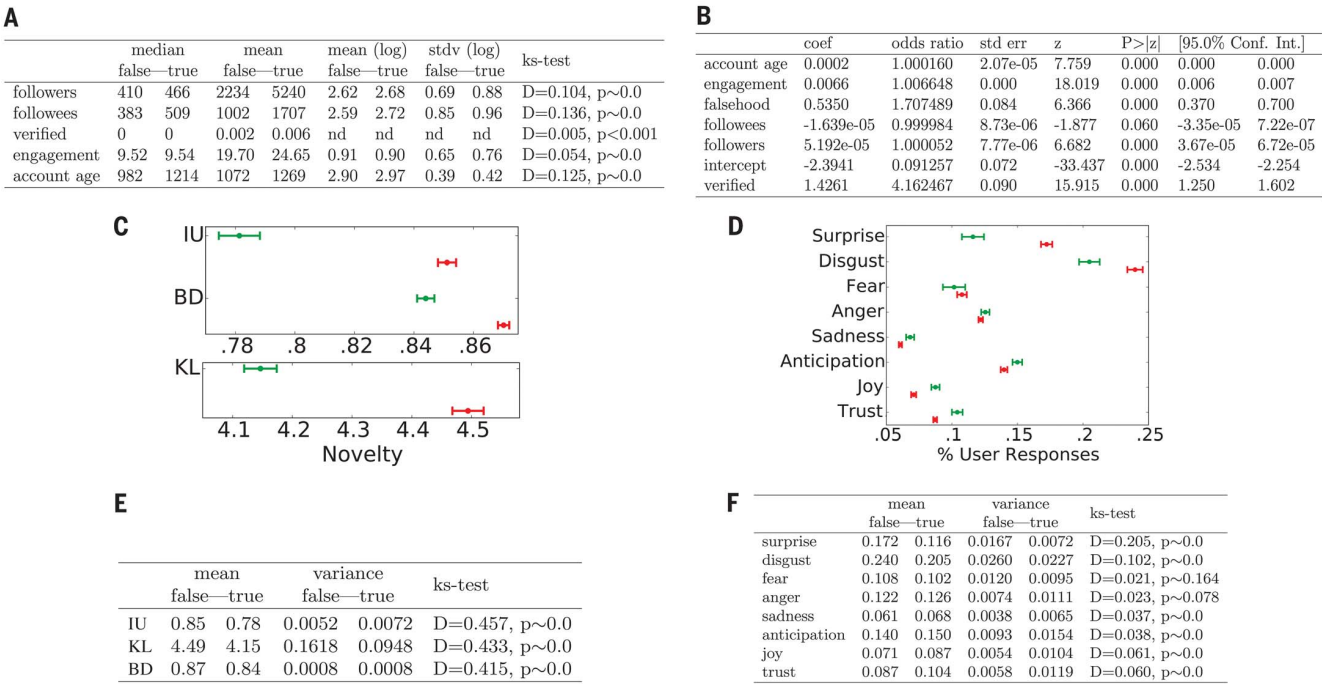 A
median mean mean (log) stdv (log) ks-test
false—true false—true false—true false—true
followers 410 466 2234 5240 2.62 2.68 0.69 0.88 D=0.104, p∼0.0
followees 383 509 1002 1707 2.59 2.72 0.85 0.96 D=0.136, p∼0.0
verified 0 0 0.002 0.006 nd nd nd nd D=0.005, p<0.001
engagement 9.52 9.54 19.70 24.65 0.91 0.90 0.65 0.76 D=0.054, p∼0.0
account age 982 1214 1072 1269 2.90 2.97 0.39 0.42 D=0.125, p∼0.0
B
coef odds ratio std err z P>|z| [95.0% Conf. Int.]
account age 0.0002 1.000160 2.07e-05 7.759 0.000 0.000 0.000
engagement 0.0066 1.006648 0.000 18.019 0.000 0.006 0.007
falsehood 0.5350 1.707489 0.084 6.366 0.000 0.370 0.700
followees -1.639e-05 0.999984 8.73e-06 -1.877 0.060 -3.35e-05 7.22e-07
followers 5.192e-05 1.000052 7.77e-06 6.682 0.000 3.67e-05 6.72e-05
intercept -2.3941 0.091257 0.072 -33.437 0.000 -2.534 -2.254
verified 1.4261 4.162467 0.090 15.915 0.000 1.250 1.602
C
IU
BD
.78 .8 .82 .84 .86
KL
4.1 4.2 4.3 4.4 4.5
Novelty
D
Surprise
Disgust
Fear
Anger
Sadness
Anticipation
Joy
Trust
.05 .1 .15 .2 .25
% User Responses
E
mean variance ks-test
false—true false—true
IU 0.85 0.78 0.0052 0.0072 D=0.457, p∼0.0
KL 4.49 4.15 0.1618 0.0948 D=0.433, p∼0.0
BD 0.87 0.84 0.0008 0.0008 D=0.415, p∼0.0
F
mean variance ks-test
false—true false—true
surprise 0.172 0.116 0.0167 0.0072 D=0.205, p∼0.0
disgust 0.240 0.205 0.0260 0.0227 D=0.102, p∼0.0
fear 0.108 0.102 0.0120 0.0095 D=0.021, p∼0.164
anger 0.122 0.126 0.0074 0.0111 D=0.023, p∼0.078
sadness 0.061 0.068 0.0038 0.0065 D=0.037, p∼0.0
anticipation 0.140 0.150 0.0093 0.0154 D=0.038, p∼0.0
joy 0.071 0.087 0.0054 0.0104 D=0.061, p∼0.0
trust 0.087 0.104 0.0058 0.0119 D=0.060, p∼0.0